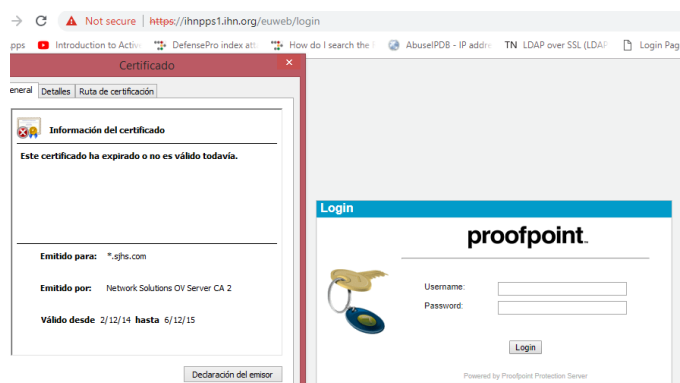 Not secure | https://ihnpps1.ihn.org/euweb/login
pps Introduction to Activ DefensePro index att How do I search the AbuseIPDB - IP addre TN LDAP over SSL (LDAP Login Pag
Certificado ×
eneral Detalles Ruta de certificación
Información del certificado
Este certificado ha expirado o no es válido todavía.
Emitido para: *.sjhs.com
Emitido por: Network Solutions OV Server CA 2
Válido desde 2/12/14 hasta 6/12/15
Declaración del emisor
Login
proofpoint™
Username:
Password:
Login
Powered by Proofpoint Protection Server